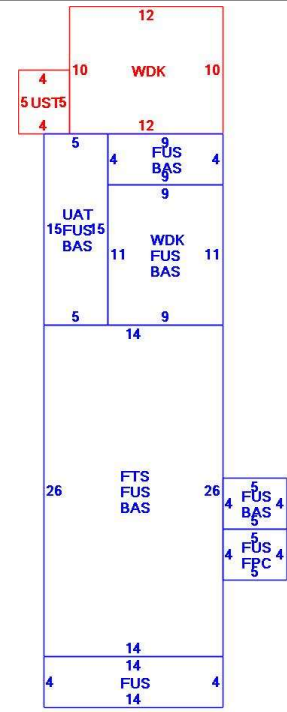 12
10 WDK 10
4
5 UST 5
4 12
5 9
4 FUS 4
BAS
9
9
UAT
15 FUS 15
BAS
WDK
11 FUS 11
BAS
5 9
14
FTS
26 FUS 26
BAS
5
4 FUS 4
BAS
5
5
4 FUS 4
FPC
5
14
14
4 FUS 4
14